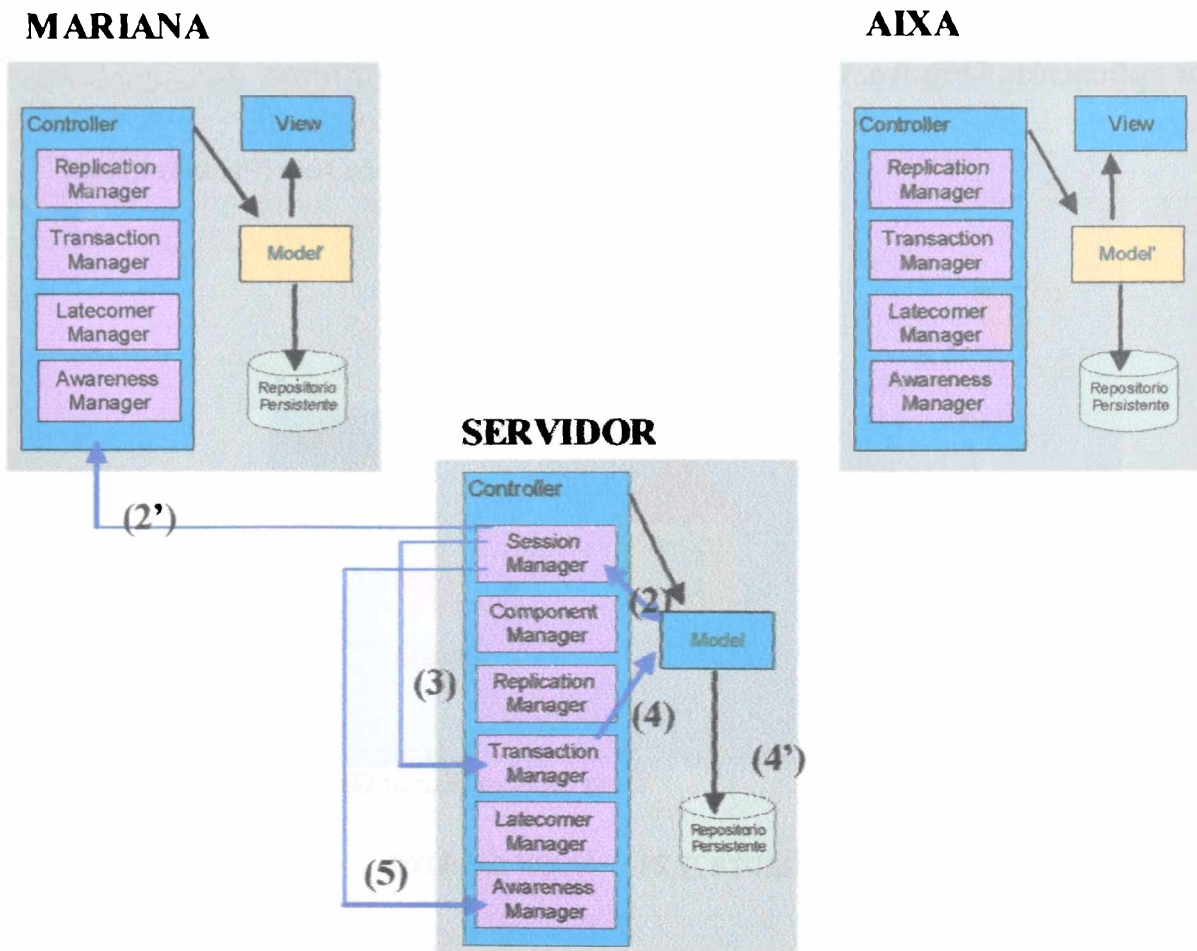 MARIANA
Controller
Replication
Manager
Transaction
Manager
Latecomer
Manager
Awareness
Manager
View
Model'
Repositorio
Persistente
AIXA
Controller
Replication
Manager
Transaction
Manager
Latecomer
Manager
Awareness
Manager
View
Model'
Repositorio
Persistente
SERVIDOR
Controller
Session
Manager
Component
Manager
Replication
Manager
Transaction
Manager
Latecomer
Manager
Awareness
Manager
Model
Repositorio
Persistente
(2')
(2)
(3)
(4)
(4')
(5)